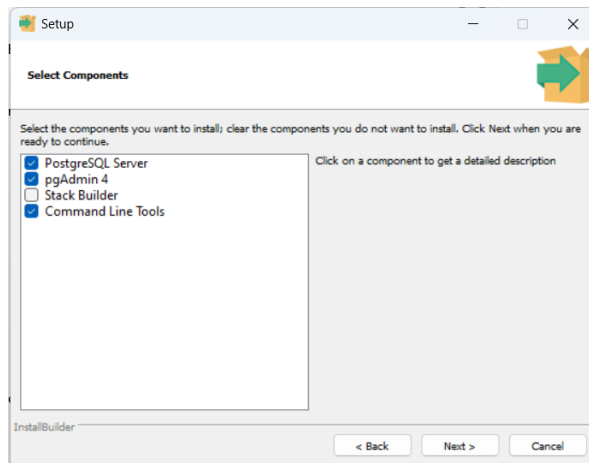 Setup
Select Components
Select the components you want to install; clear the components you do not want to install. Click Next when you are
ready to continue.
PostgreSQL Server
Click on a component to get a detailed description
pgAdmin 4
Stack Builder
Command Line Tools
InstallBuilder
< Back
Next >
Cancel